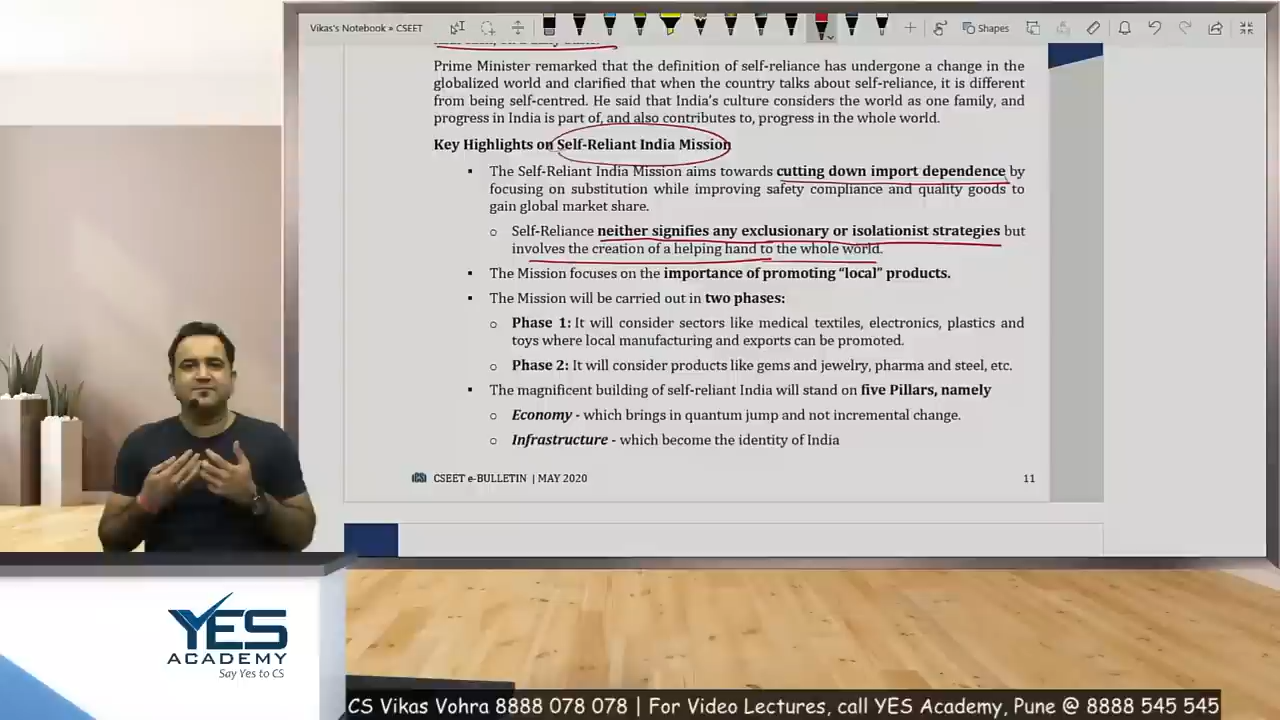 Vikas's Notebook » CSEET
Shapes
Prime Minister remarked that the definition of self-reliance has undergone a change in the
globalized world and clarified that when the country talks about self-reliance, it is different
from being self-centred. He said that India's culture considers the world as one family, and
progress in India is part of, and also contributes to, progress in the whole world.
Key Highlights on Self-Reliant India Mission
▪ The Self-Reliant India Mission aims towards cutting down import dependence by
focusing on substitution while improving safety compliance and quality goods to
gain global market share.
o Self-Reliance neither signifies any exclusionary or isolationist strategies but
involves the creation of a helping hand to the whole world.
▪ The Mission focuses on the importance of promoting “local” products.
▪ The Mission will be carried out in two phases:
o Phase 1: It will consider sectors like medical textiles, electronics, plastics and
toys where local manufacturing and exports can be promoted.
o Phase 2: It will consider products like gems and jewelry, pharma and steel, etc.
▪ The magnificent building of self-reliant India will stand on five Pillars, namely
o Economy - which brings in quantum jump and not incremental change.
o Infrastructure - which become the identity of India
CSEET e-BULLETIN | MAY 2020
11
YES
ACADEMY
Say Yes to CS
CS Vikas Vohra 8888 078 078 | For Video Lectures, call YES Academy, Pune @ 8888 545 545